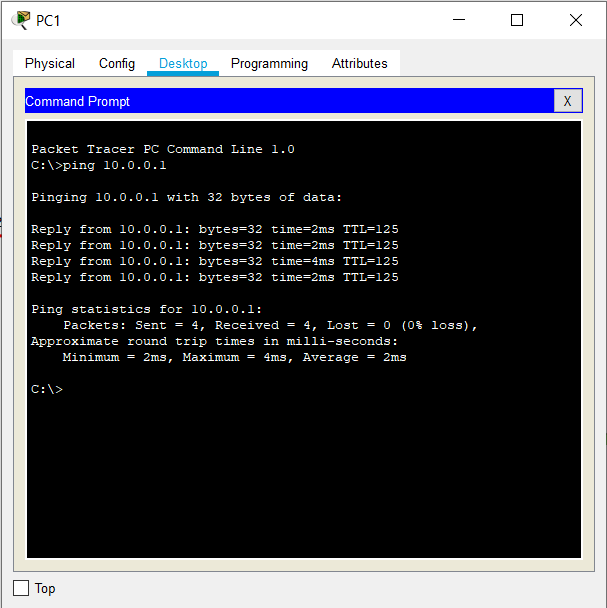 PC1
Physical Config Desktop Programming Attributes
Command Prompt X
Packet Tracer PC Command Line 1.0
C:\>ping 10.0.0.1
Pinging 10.0.0.1 with 32 bytes of data:
Reply from 10.0.0.1: bytes=32 time=2ms TTL=125
Reply from 10.0.0.1: bytes=32 time=2ms TTL=125
Reply from 10.0.0.1: bytes=32 time=4ms TTL=125
Reply from 10.0.0.1: bytes=32 time=2ms TTL=125
Ping statistics for 10.0.0.1:
Packets: Sent = 4, Received = 4, Lost = 0 (0% loss),
Approximate round trip times in milli-seconds:
Minimum = 2ms, Maximum = 4ms, Average = 2ms
C:\>
Top